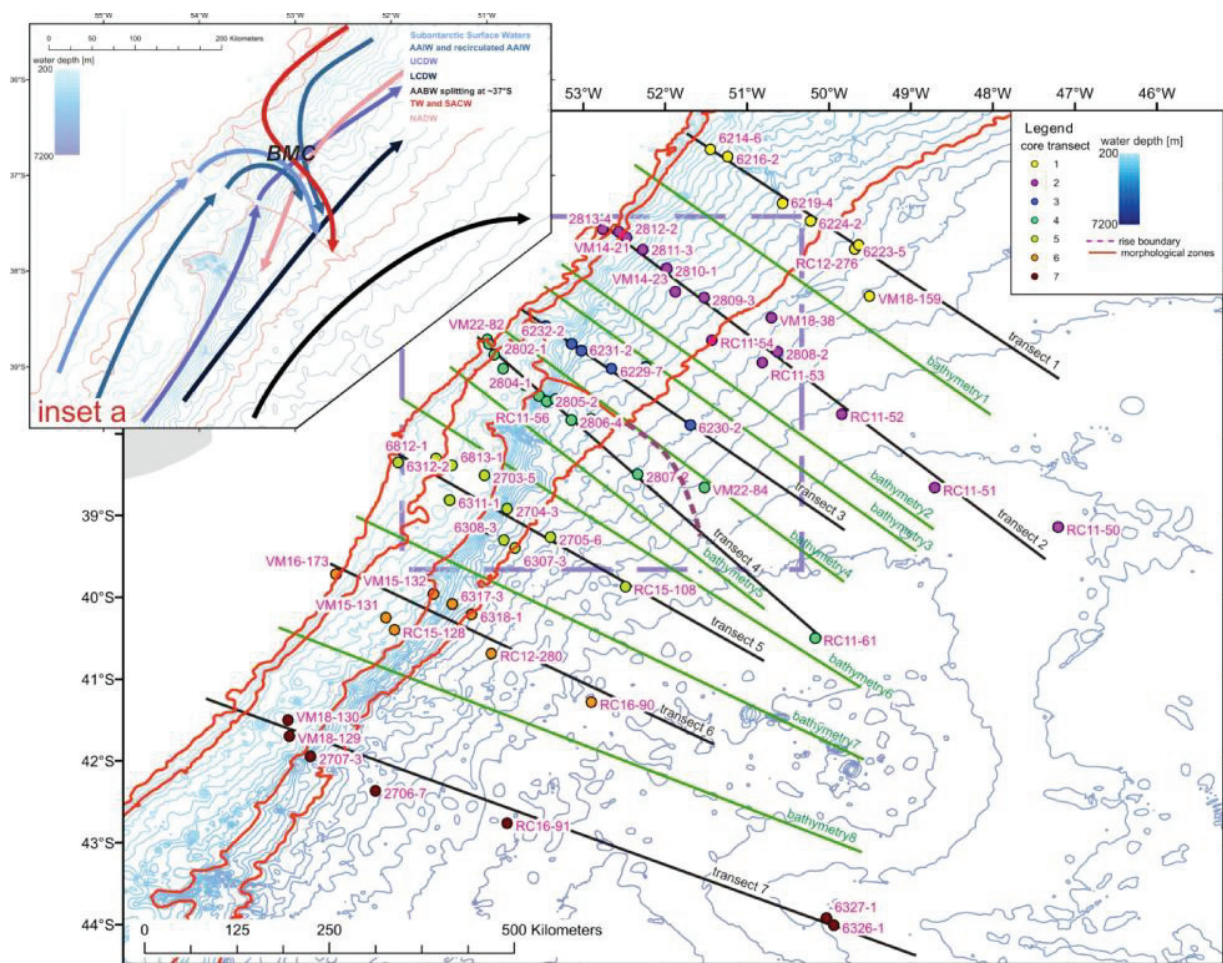 55°W
54°W
53°W
52°W
51°W
0 50 100 200 Kilometers
water depth [m]
200
7200
36°S
37°S
38°S
Subantarctic Surface Waters
AAIW and recirculated AAIW
UCDW
LCDW
AABW splitting at ~37°S
TW and SACW
NADW
BMC
inset a
53°W
52°W
51°W
50°W
49°W
48°W
47°W
46°W
Legend
core transect
1
2
3
4
5
6
7
water depth [m]
200
7200
rise boundary
morphological zones
6214-6
6216-2
6219-4
6224-2
6223-5
RC12-276
VM18-159
transect 1
bathymetry1
2813-4
2812-2
VM14-21
2811-3
2810-1
VM14-23
2809-3
VM18-38
RC11-54
2808-2
RC11-53
RC11-52
RC11-51
RC11-50
transect 2
bathymetry2
bathymetry3
6232-2
6231-2
6229-7
6230-2
transect 3
bathymetry4
VM22-82
2802-1
2804-1
2805-2
RC11-56
2806-4
2807-2
VM22-84
RC11-61
transect 4
bathymetry5
6812-1
6312-2
6813-1
2703-5
6311-1
2704-3
6308-3
2705-6
6307-3
RC15-108
transect 5
bathymetry6
VM16-173
VM15-132
VM15-131
6317-3
RC15-128
6318-1
RC12-280
RC16-90
transect 6
bathymetry7
bathymetry8
VM18-130
VM18-129
2707-3
2706-7
RC16-91
6327-1
6326-1
transect 7
39°S
40°S
41°S
42°S
43°S
44°S
0 125 250 500 Kilometers